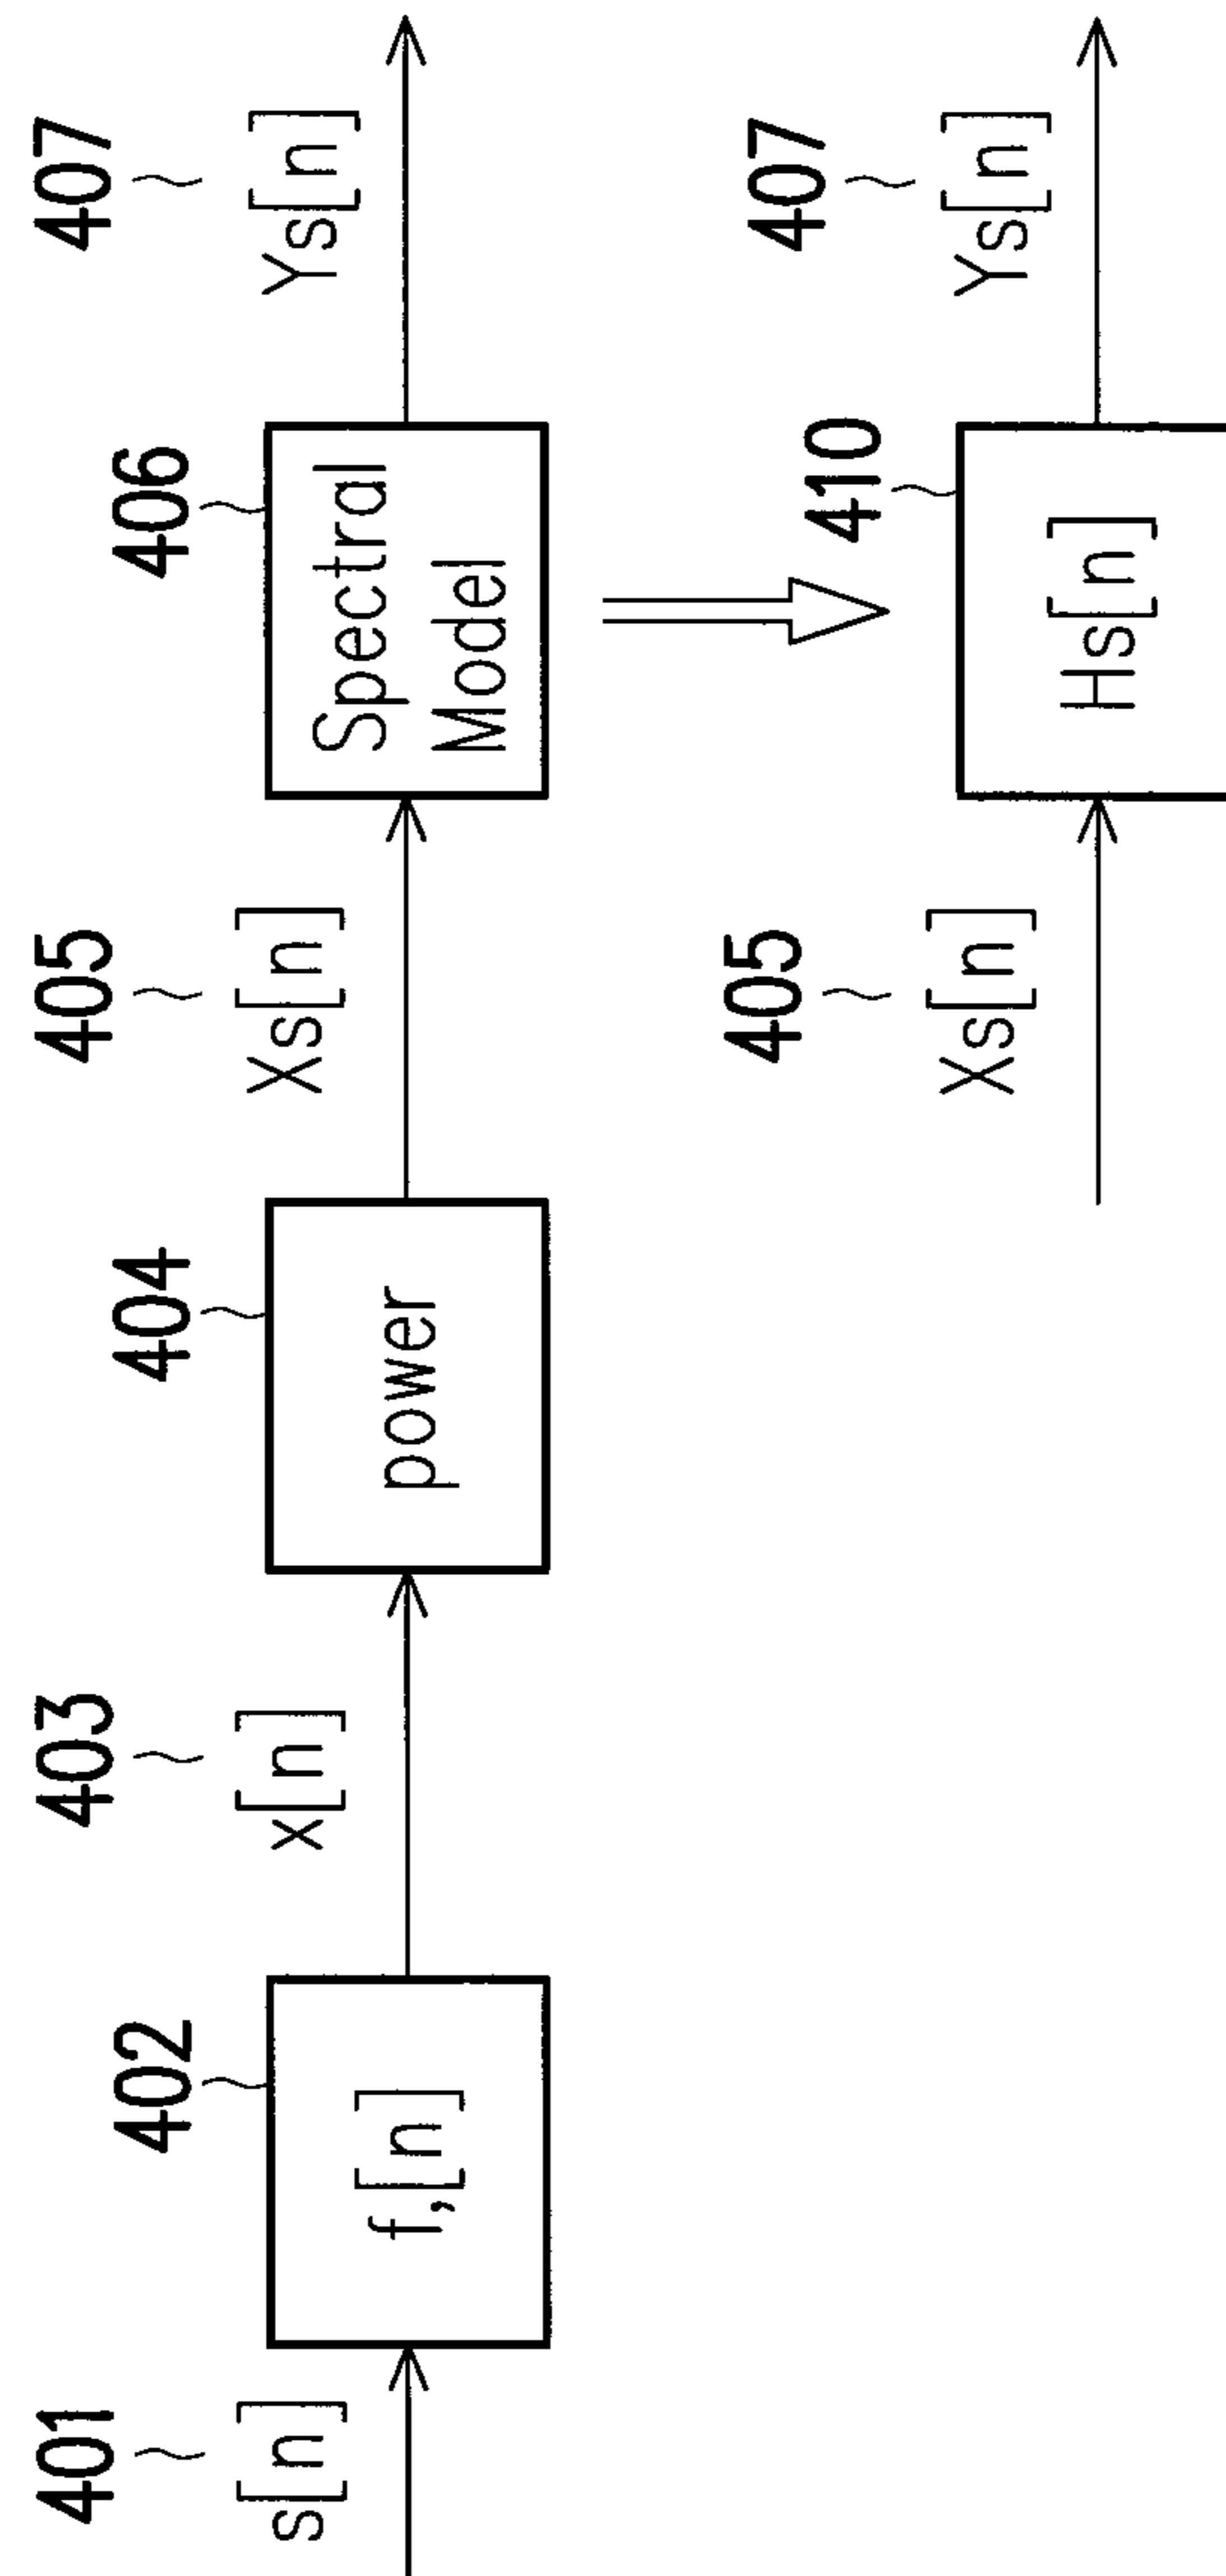 401
s[n]
402
f,[n]
403
x[n]
404
power
405
Xs[n]
406
Spectral
Model
407
Ys[n]
405
Xs[n]
410
Hs[n]
407
Ys[n]